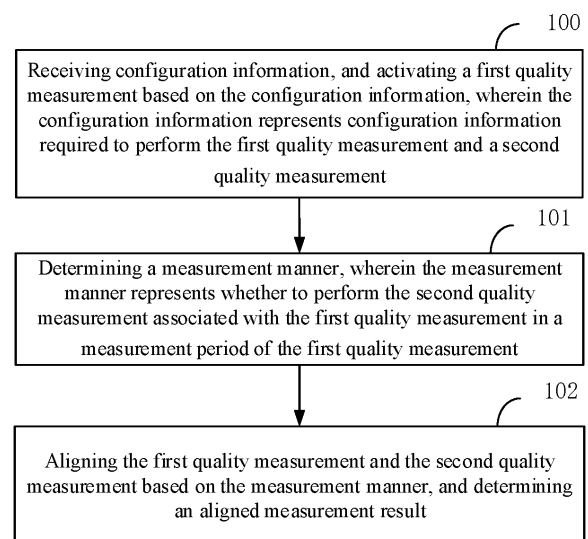 100
Receiving configuration information, and activating a first quality
measurement based on the configuration information, wherein the
configuration information represents configuration information
required to perform the first quality measurement and a second
quality measurement
101
Determining a measurement manner, wherein the measurement
manner represents whether to perform the second quality
measurement associated with the first quality measurement in a
measurement period of the first quality measurement
102
Aligning the first quality measurement and the second quality
measurement based on the measurement manner, and determining
an aligned measurement result